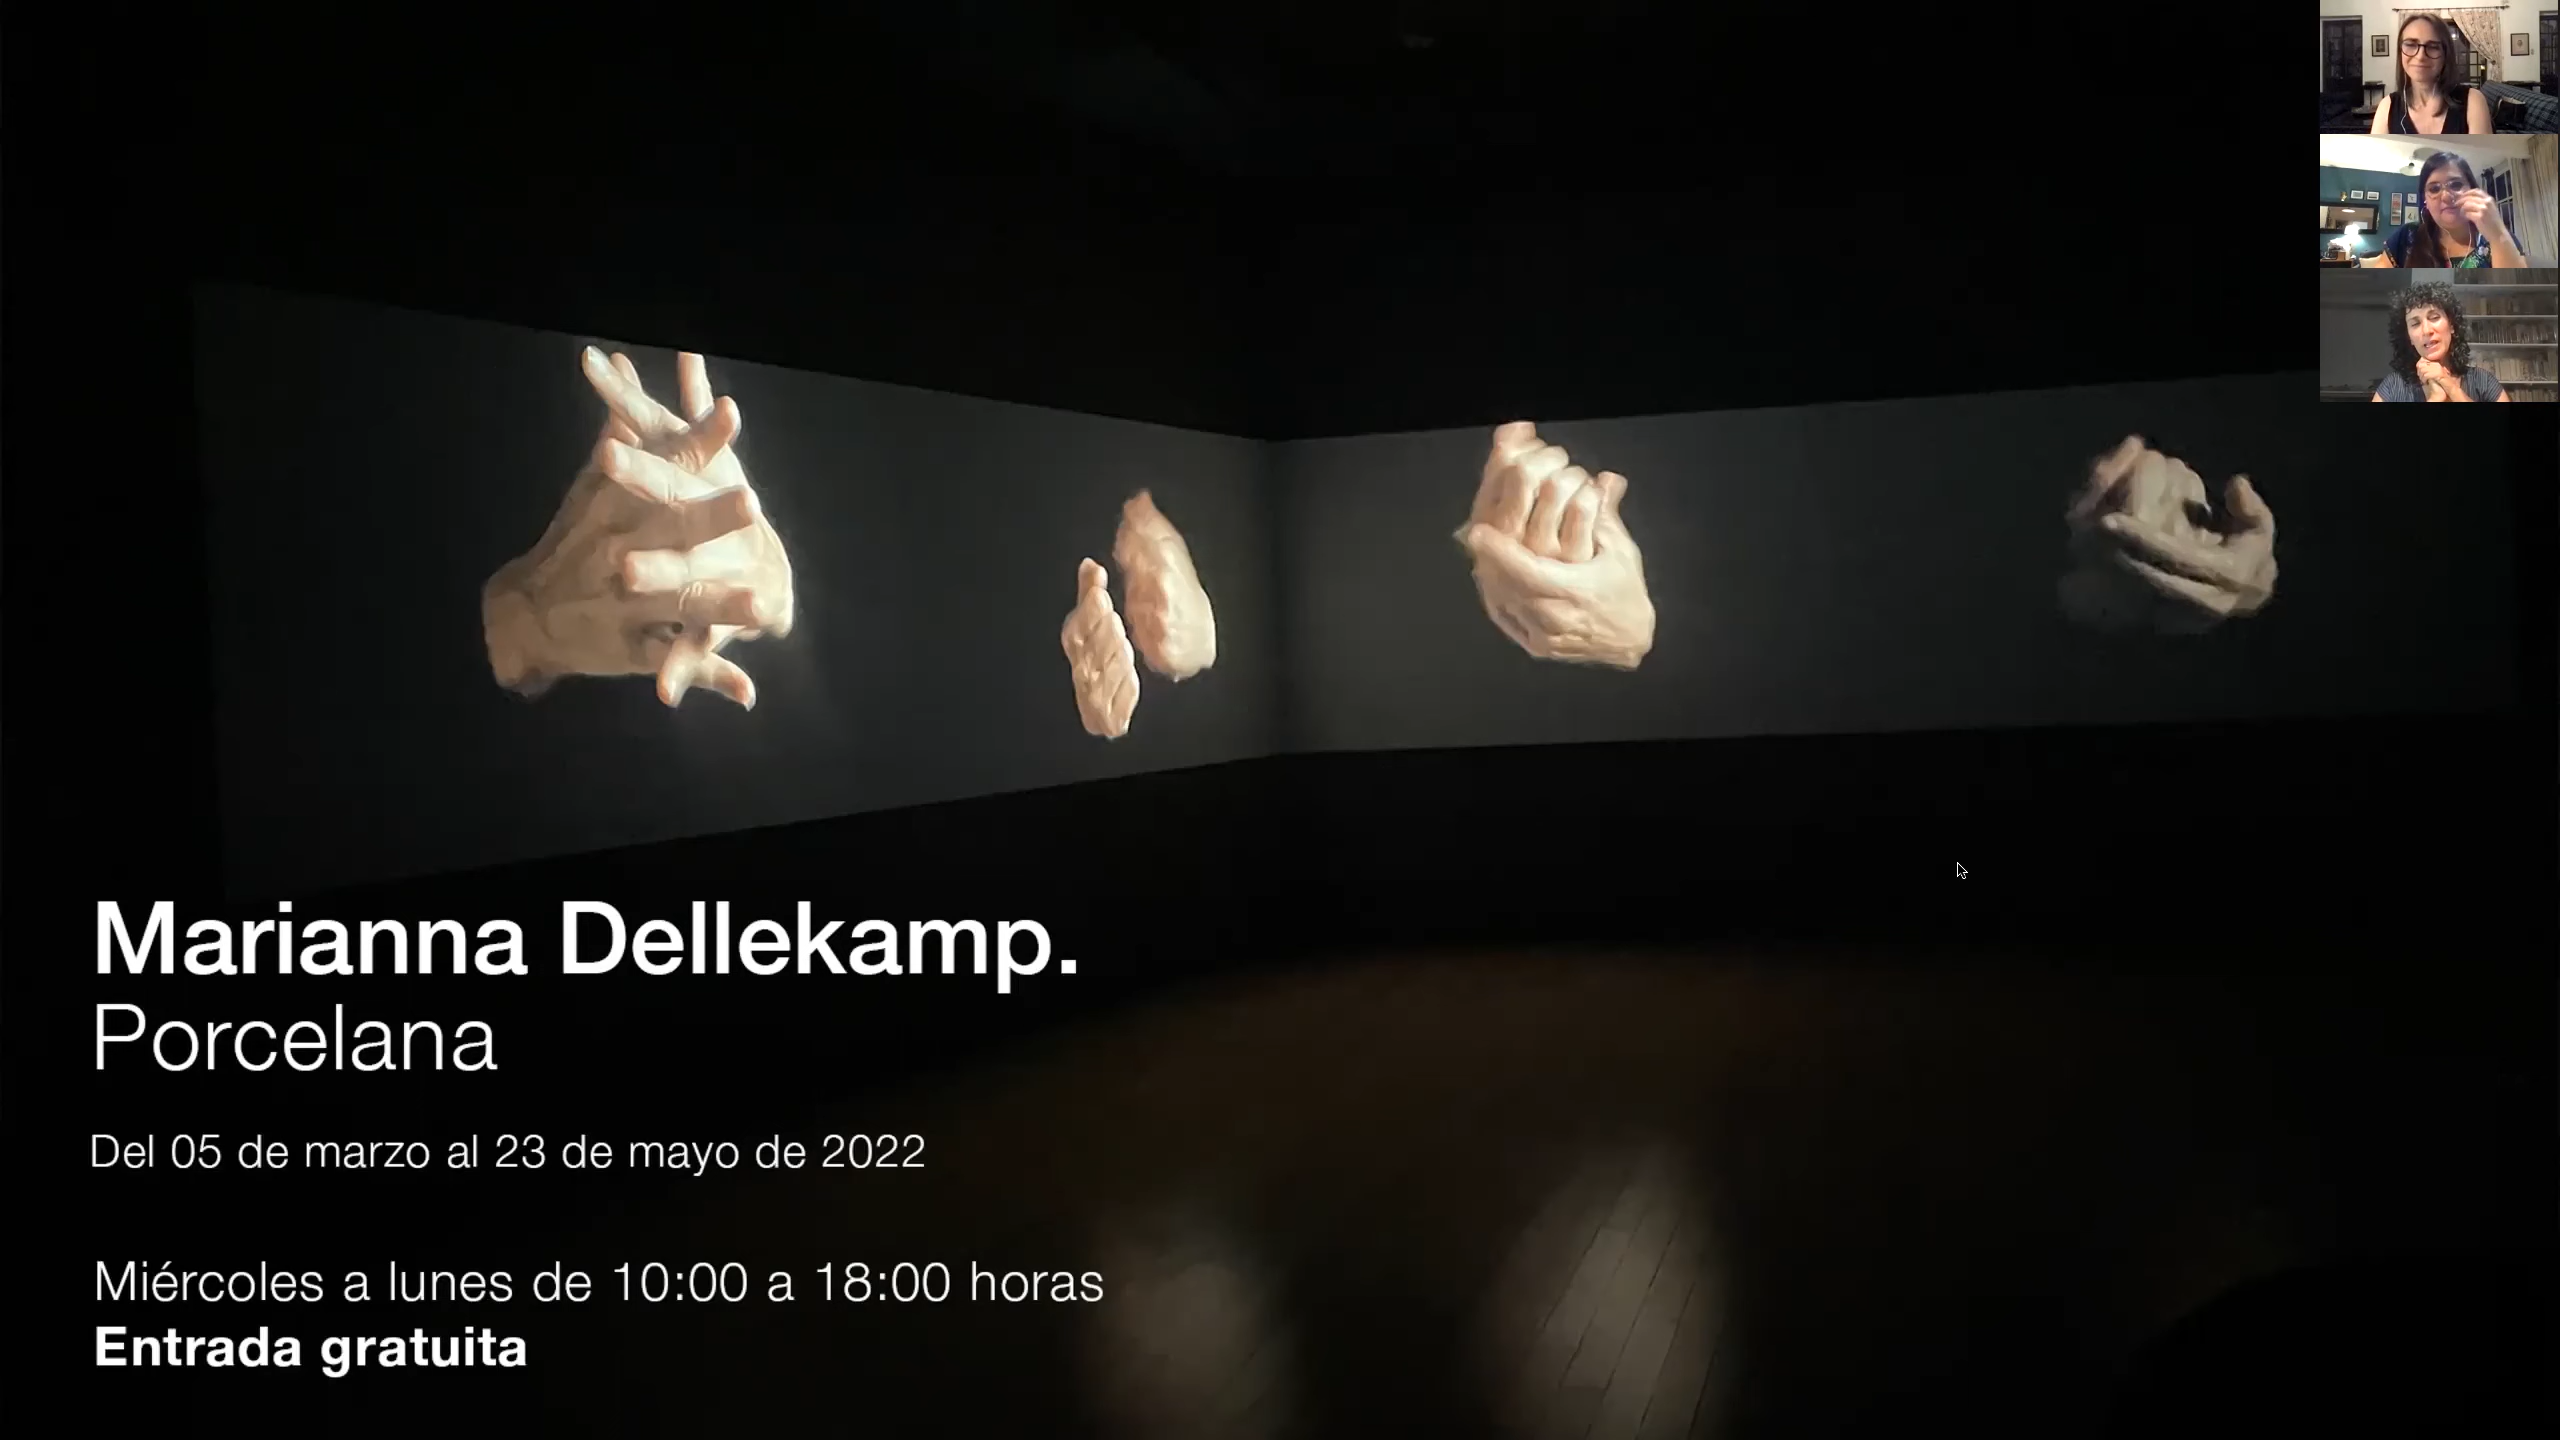 Marianna Dellekamp.
Porcelana
Del 05 de marzo al 23 de mayo de 2022
Miércoles a lunes de 10:00 a 18:00 horas
Entrada gratuita